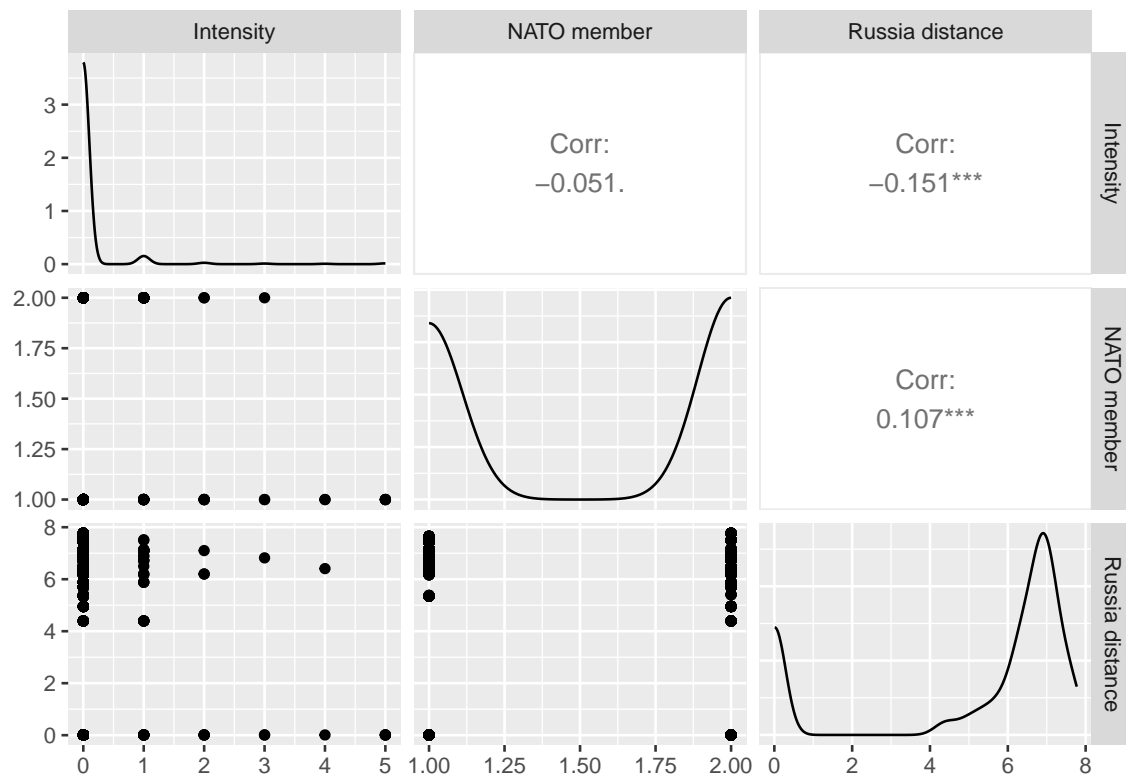 Intensity NATO member Russia distance
3
2
1
0
Corr:
−0.051.
Corr:
−0.151***
Intensity
2.00
1.75
1.50
1.25
1.00
Corr:
0.107***
NATO member
8
6
4
2
0
Russia distance
0 1 2 3 4 5 1.00 1.25 1.50 1.75 2.00 0 2 4 6 8